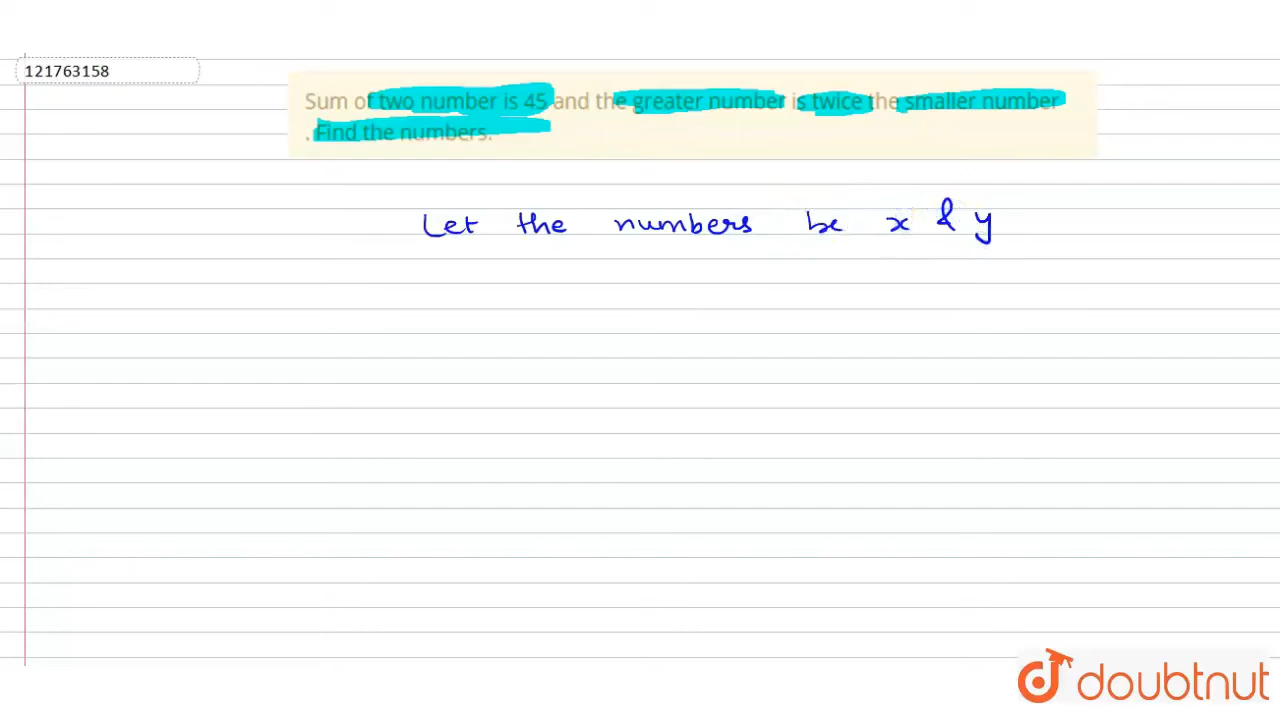 121763158
Sum of two number is 45 and the greater number is twice the smaller number
. Find the numbers.
Let the numbers be x & y
doubtnut